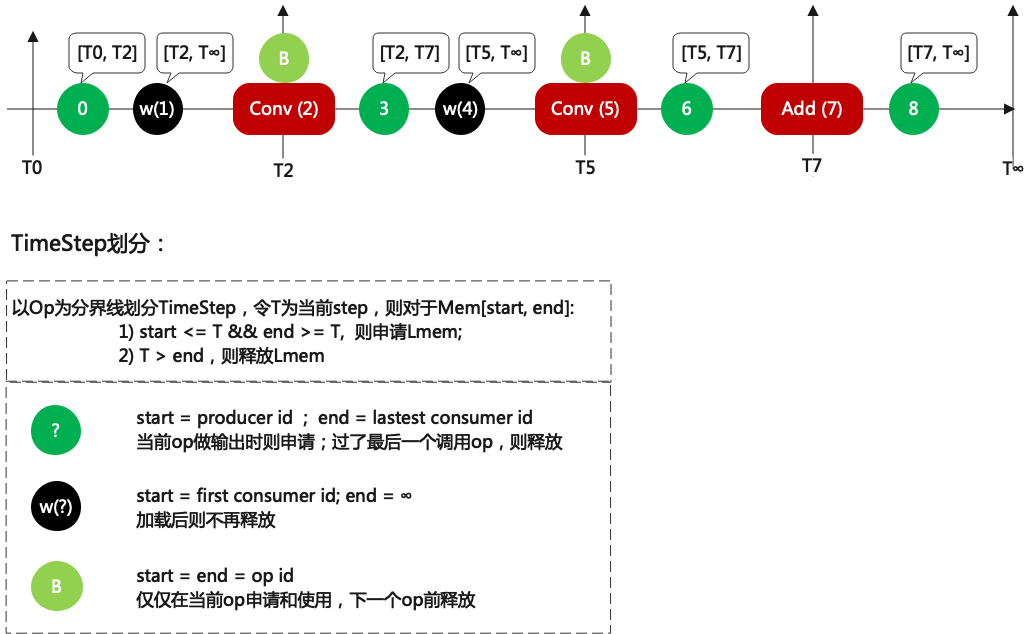 [T0, T2]
[T2, T∞]
B
[T2, T7]
[T5, T∞]
B
[T5, T7]
[T7, T∞]
0
w(1)
Conv (2)
3
w(4)
Conv (5)
6
Add (7)
8
T0
T2
T5
T7
T∞
TimeStep划分：
以Op为分界线划分TimeStep，令T为当前step，则对于Mem[start, end]:
1) start <= T && end >= T, 则申请Lmem;
2) T > end，则释放Lmem
?
start = producer id ; end = lastest consumer id
当前op做输出时则申请；过了最后一个调用op，则释放
w(?)
start = first consumer id; end = ∞
加载后则不再释放
B
start = end = op id
仅仅在当前op申请和使用，下一个op前释放